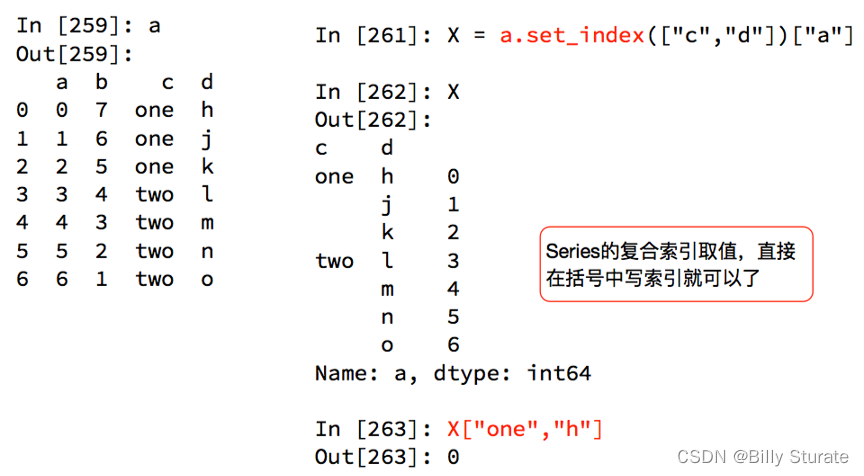 In [259]: a
Out[259]:
a b c d
0 0 7 one h
1 1 6 one j
2 2 5 one k
3 3 4 two l
4 4 3 two m
5 5 2 two n
6 6 1 two o
In [261]: X = a.set_index(["c","d"])["a"]
In [262]: X
Out[262]:
c d
one h 0
j 1
k 2
two l 3
m 4
n 5
o 6
Name: a, dtype: int64
Series的复合索引取值，直接
在括号中写索引就可以了
In [263]: X["one","h"]
Out[263]: 0
CSDN @Billy Sturate